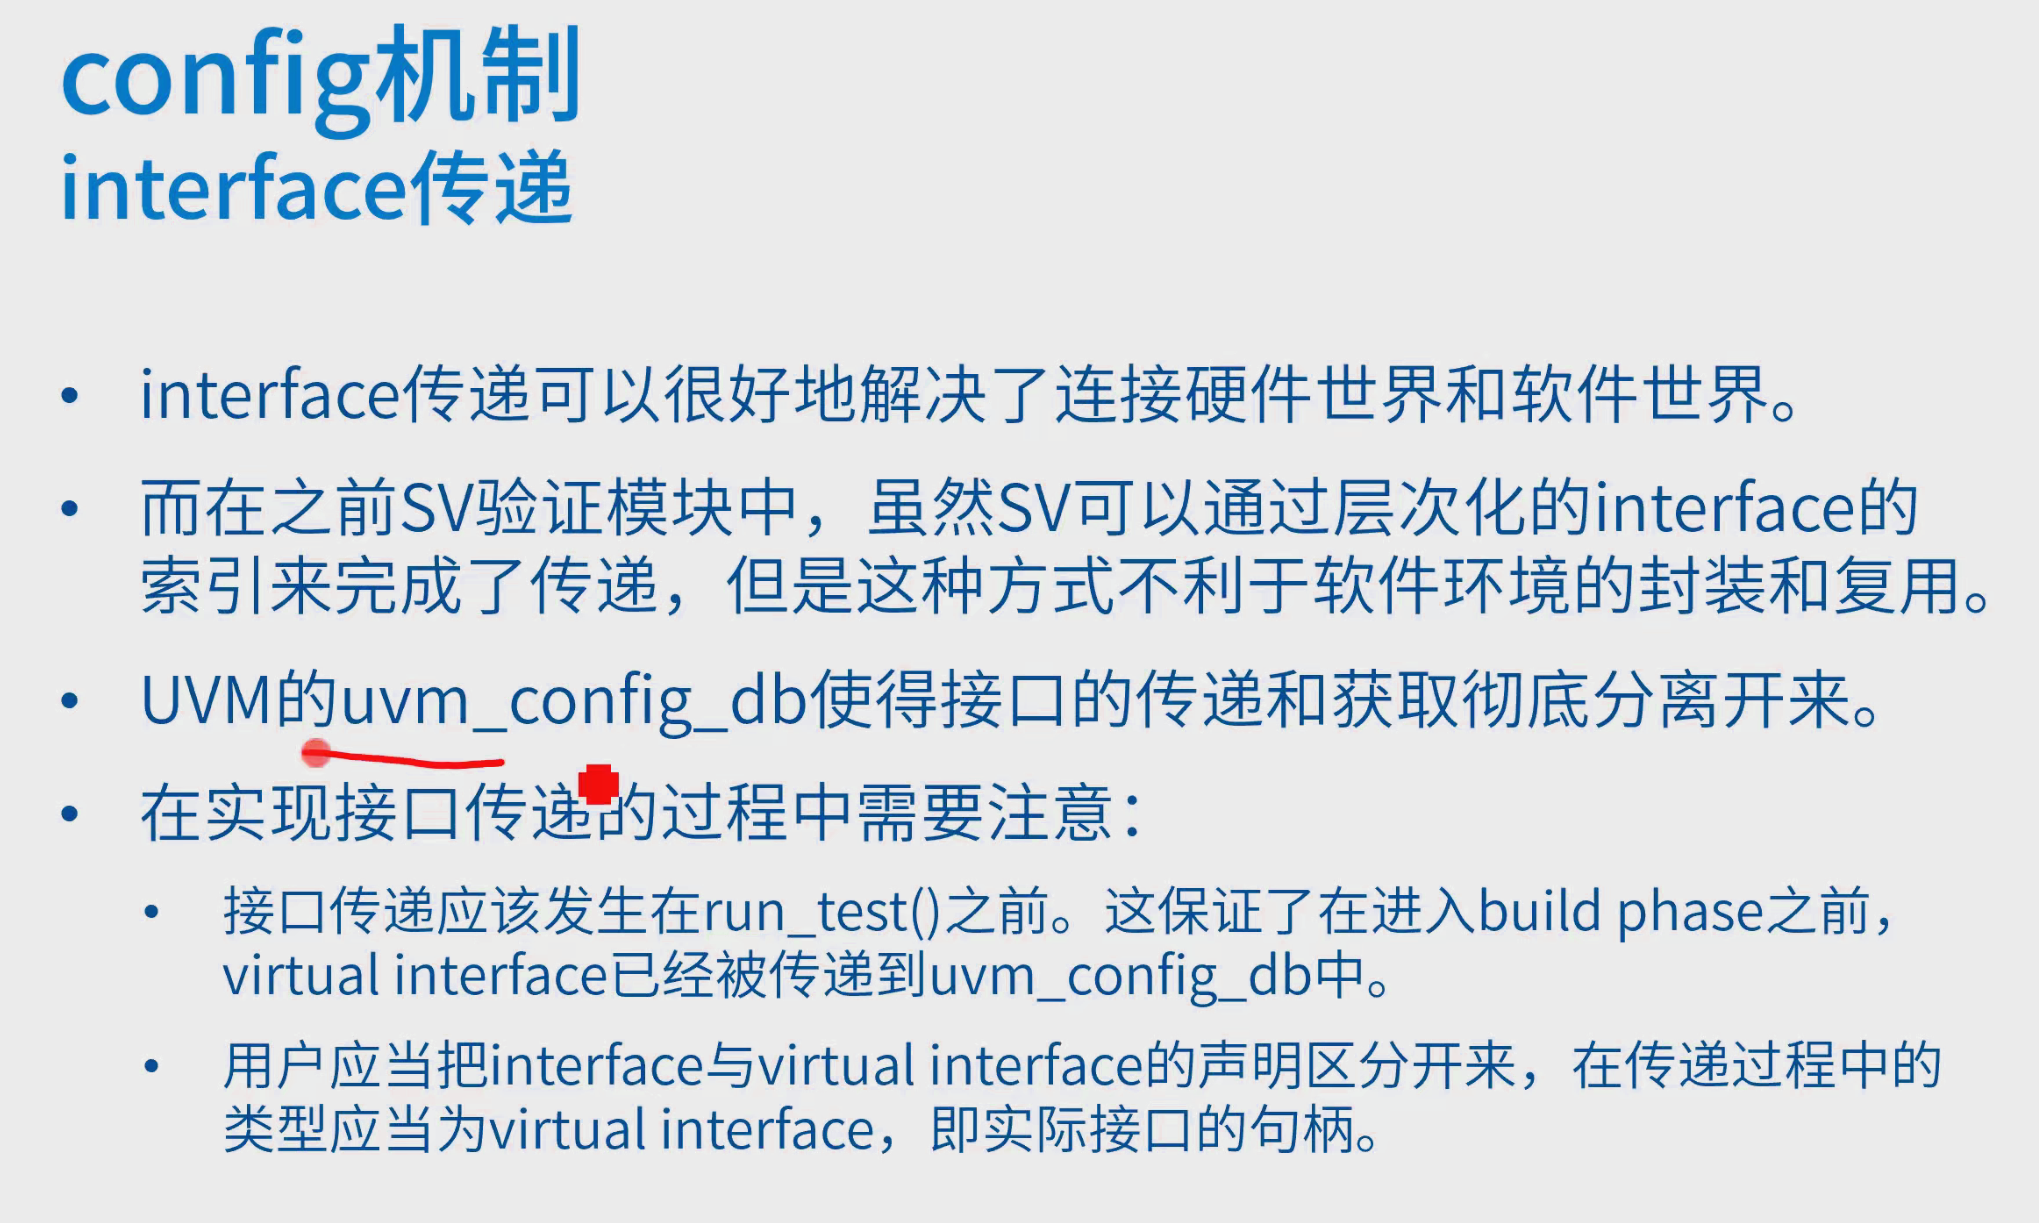 config机制
interface传递
• interface传递可以很好地解决了连接硬件世界和软件世界。
• 而在之前SV验证模块中，虽然SV可以通过层次化的interface的
索引来完成了传递，但是这种方式不利于软件环境的封装和复用。
• UVM的uvm_config_db使得接口的传递和获取彻底分离开来。
• 在实现接口传递的过程中需要注意：
• 接口传递应该发生在run_test()之前。这保证了在进入build phase之前，
virtual interface已经被传递到uvm_config_db中。
• 用户应当把interface与virtual interface的声明区分开来，在传递过程中的
类型应当为virtual interface，即实际接口的句柄。